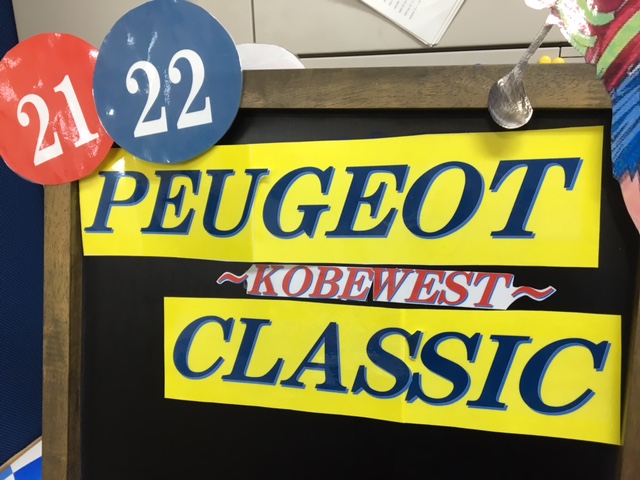 21 22
PEUGEOT
~KOBEWEST~
CLASSIC